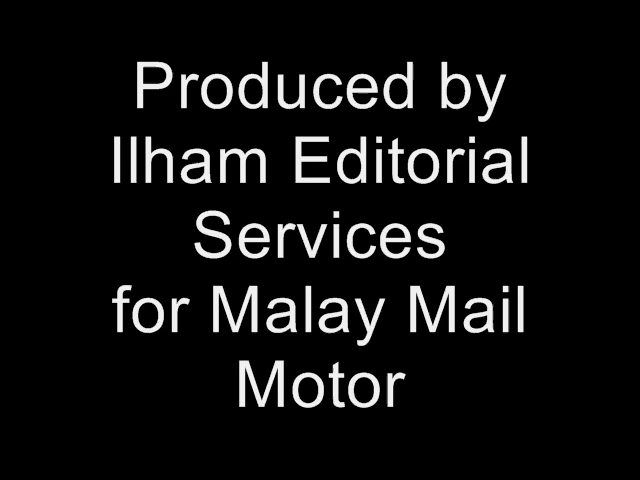 Produced by
Ilham Editorial
Services
for Malay Mail
Motor